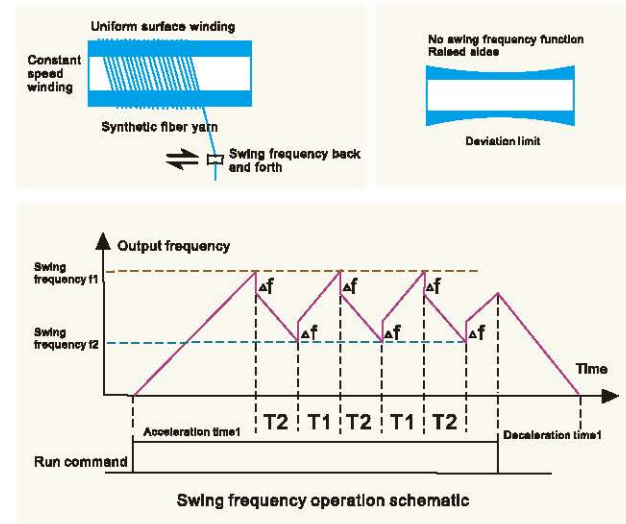 Uniform surface winding
Constant
speed
winding
Synthetic fiber yarn
Swing frequency back
and forth
No swing frequency function
Raised aides
Deviation limit
Output frequency
Swing
frequency f1
Swing
frequency f2
Δf
Δf
Δf
Δf
Δf
Δf
Time
T2
T1
T2
T1
T2
Acceleration time1
Deceleration time1
Run command
Swing frequency operation schematic